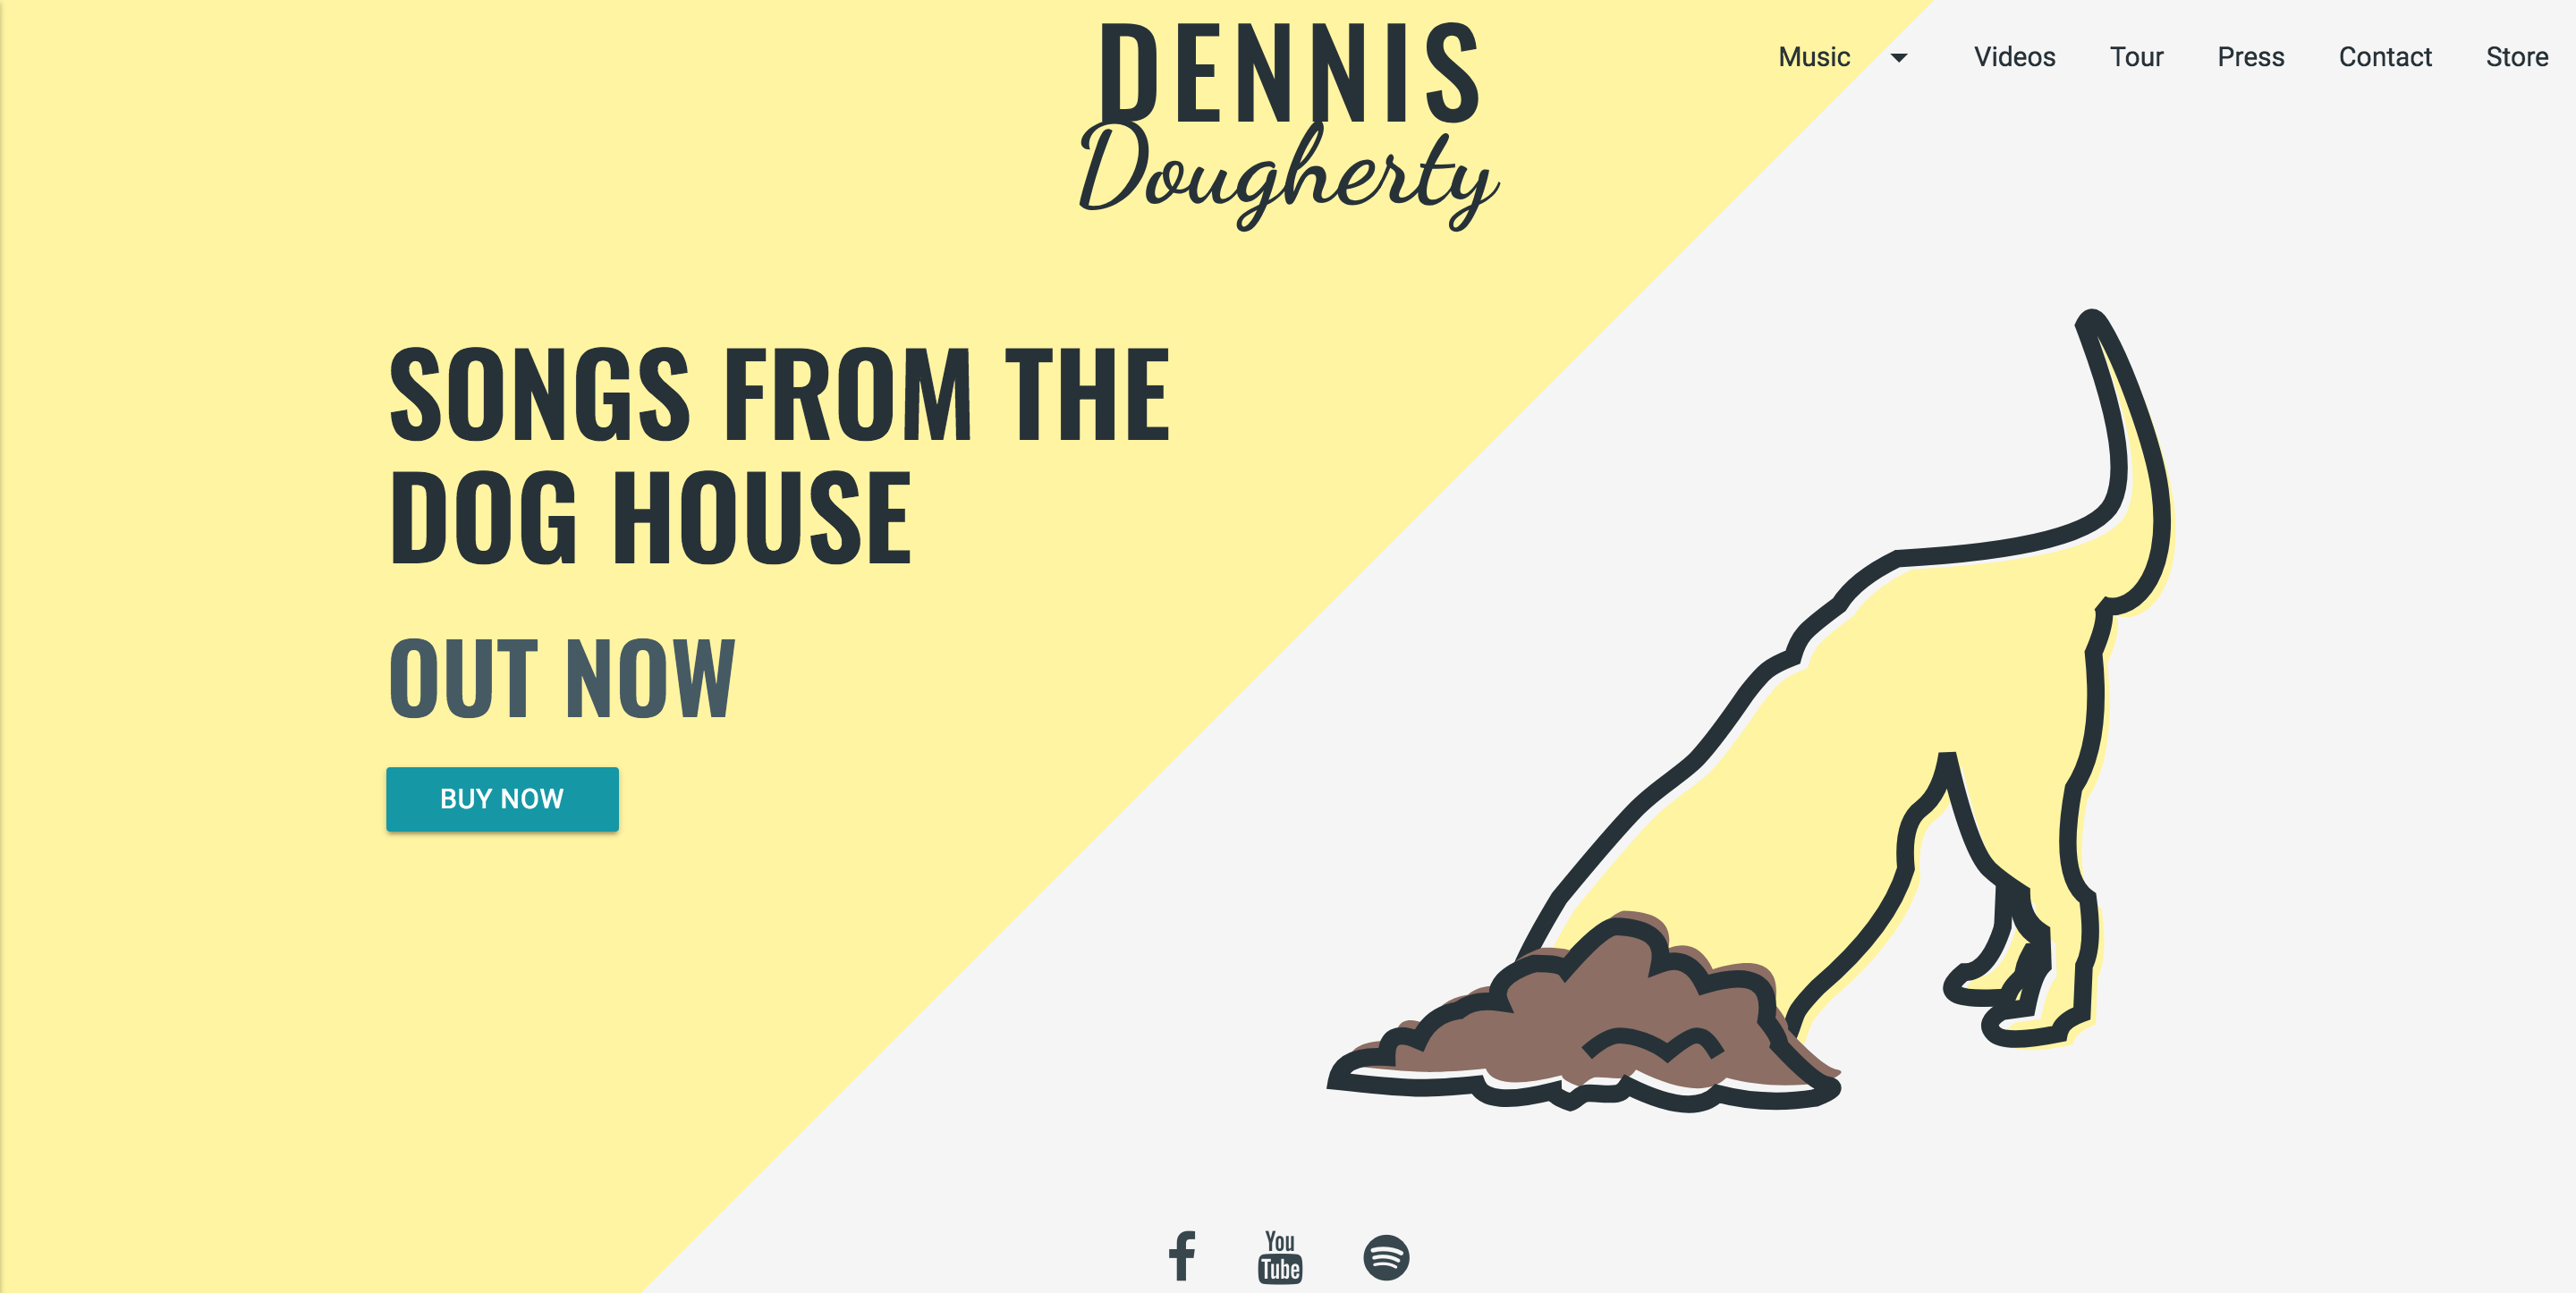 DENNIS
Dougherty
Music Videos Tour Press Contact Store
SONGS FROM THE
DOG HOUSE
OUT NOW
BUY NOW
f You Tube